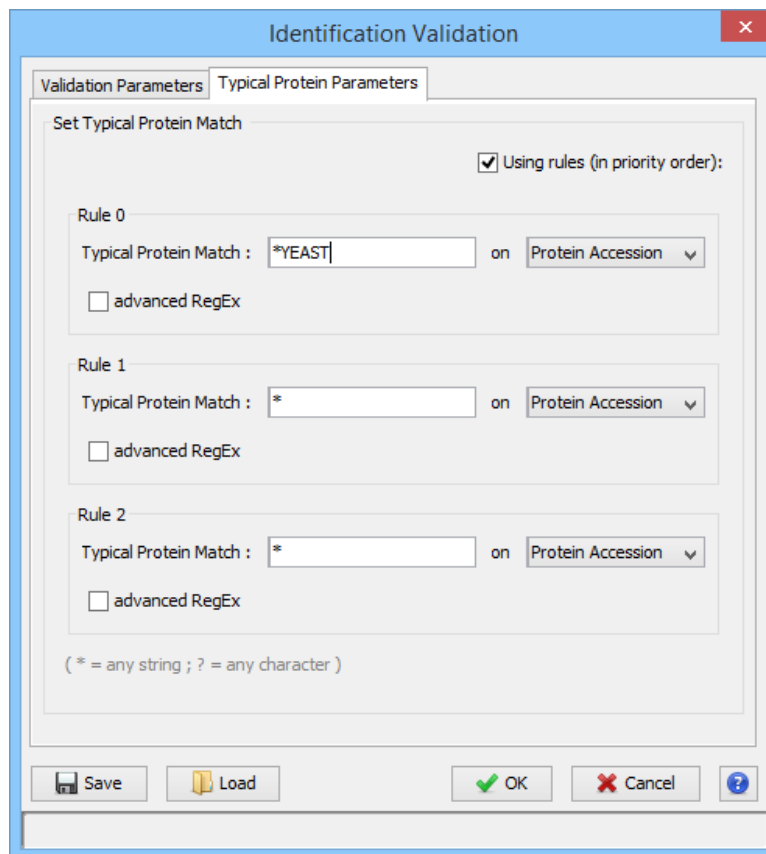 Identification Validation
Validation Parameters Typical Protein Parameters
Set Typical Protein Match
Using rules (in priority order):
Rule 0
Typical Protein Match : *YEAST on Protein Accession
advanced RegEx
Rule 1
Typical Protein Match : * on Protein Accession
advanced RegEx
Rule 2
Typical Protein Match : * on Protein Accession
advanced RegEx
( * = any string ; ? = any character )
Save Load OK Cancel ?